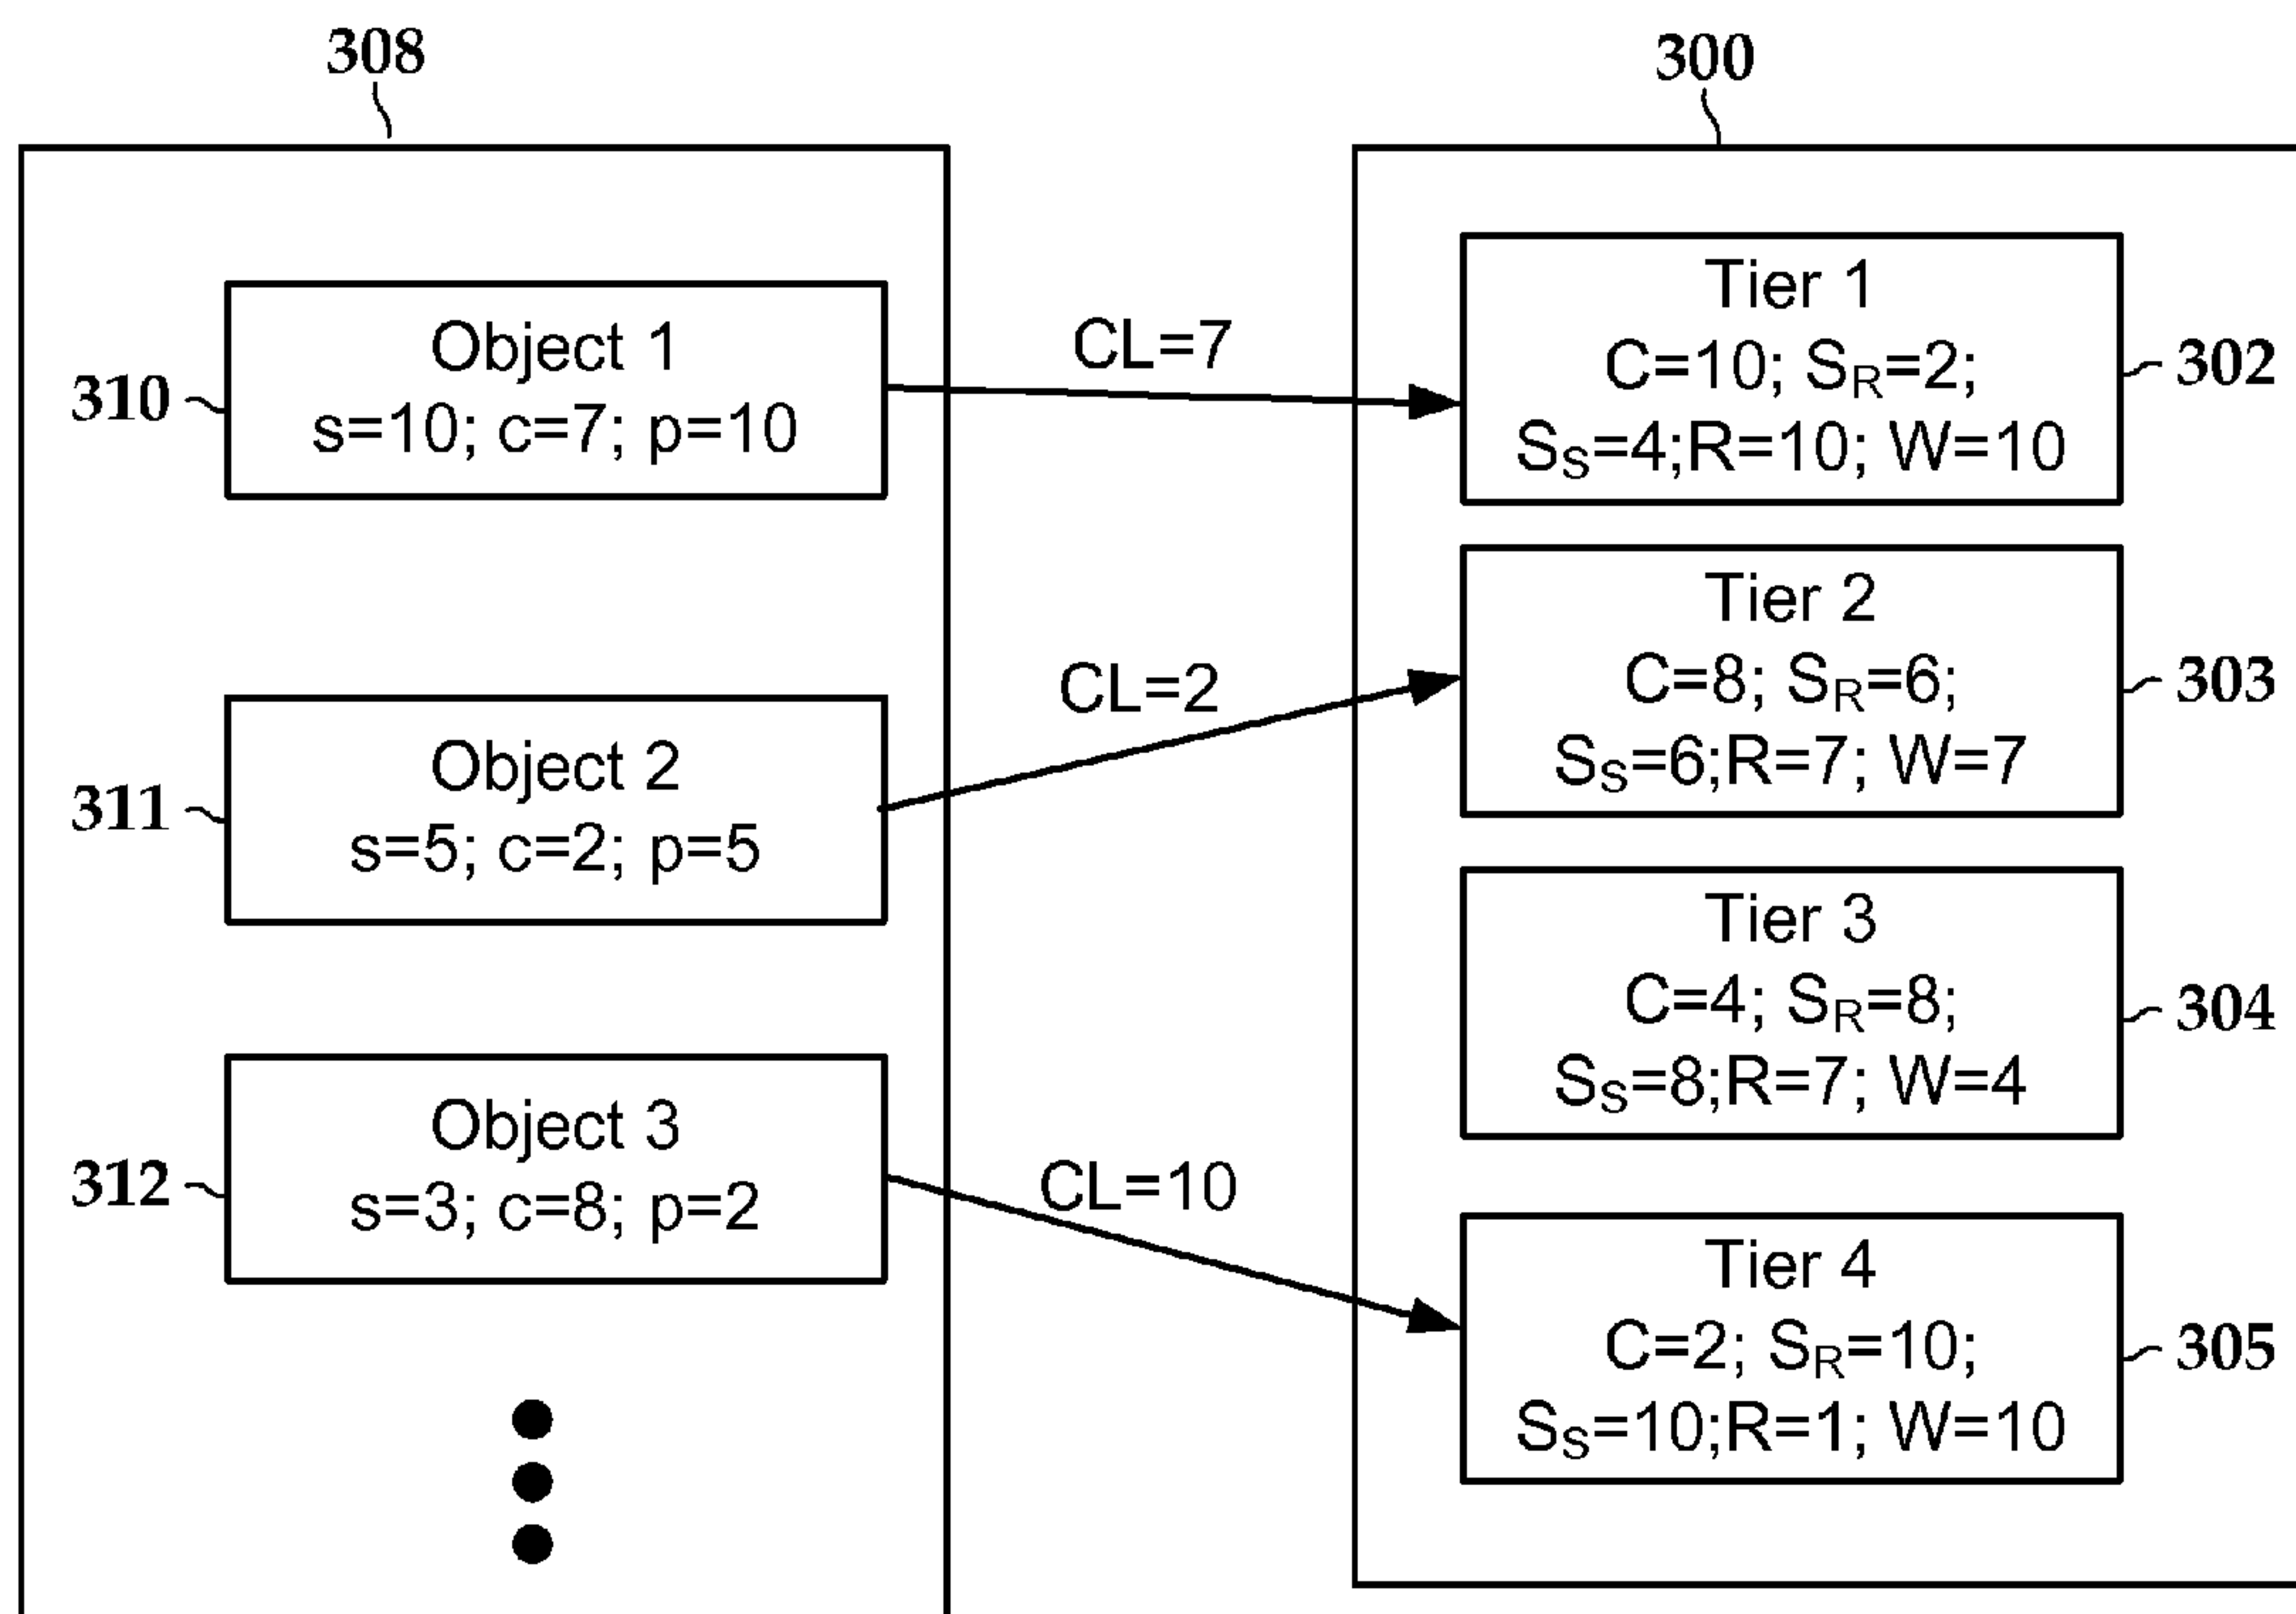 308
300
310
Object 1
s=10; c=7; p=10
CL=7
Tier 1
C=10; SR=2;
SS=4;R=10; W=10
302
311
Object 2
s=5; c=2; p=5
CL=2
Tier 2
C=8; SR=6;
SS=6;R=7; W=7
303
Tier 3
C=4; SR=8;
SS=8;R=7; W=4
304
312
Object 3
s=3; c=8; p=2
CL=10
Tier 4
C=2; SR=10;
SS=10;R=1; W=10
305